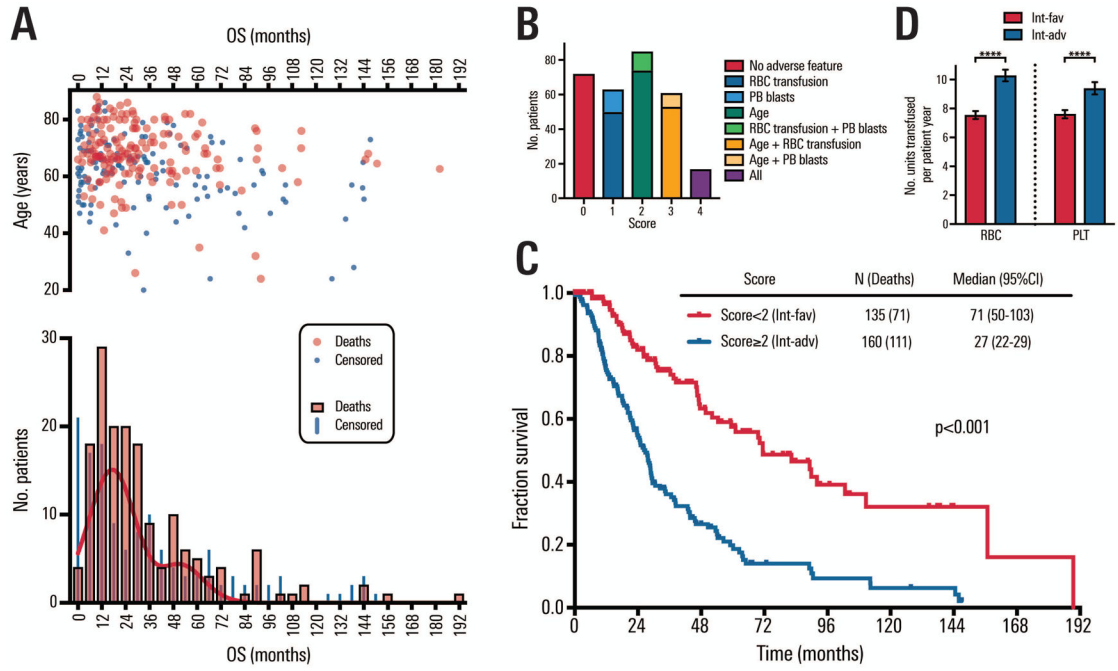 A
OS (months)
0 12 24 36 48 60 72 84 96 108 120 132 144 156 168 180 192
Age (years)
80
60
40
20
Deaths
Censored
Deaths
Censored
No. patients
30
20
10
0
0 12 24 36 48 60 72 84 96 108 120 132 144 156 168 180 192
OS (months)
B
No. patients
80
60
40
20
0
0 1 2 3 4
Score
No adverse feature
RBC transfusion
PB blasts
Age
RBC transfusion + PB blasts
Age + RBC transfusion
Age + PB blasts
All
D
Int-fav
Int-adv
No. units transfused
per patient year
10
8
6
4
2
0
****
****
RBC PLT
C
Score N (Deaths) Median (95%CI)
Score<2 (Int-fav) 135 (71) 71 (50-103)
Score≥2 (Int-adv) 160 (111) 27 (22-29)
p<0.001
Fraction survival
1.0
0.8
0.6
0.4
0.2
0.0
0 24 48 72 96 120 144 168 192
Time (months)